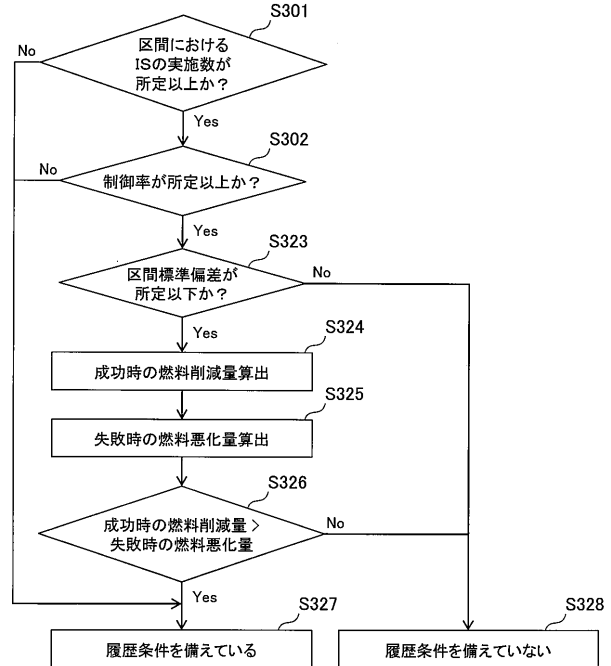 S301
No
区間における
ISの実施数が
所定以上か？
Yes
S302
No
制御率が所定以上か？
Yes
S323
区間標準偏差が
所定以下か？
No
Yes
S324
成功時の燃料削減量算出
S325
失敗時の燃料悪化量算出
S326
成功時の燃料削減量 >
失敗時の燃料悪化量
No
Yes
S327
履歴条件を備えている
S328
履歴条件を備えていない